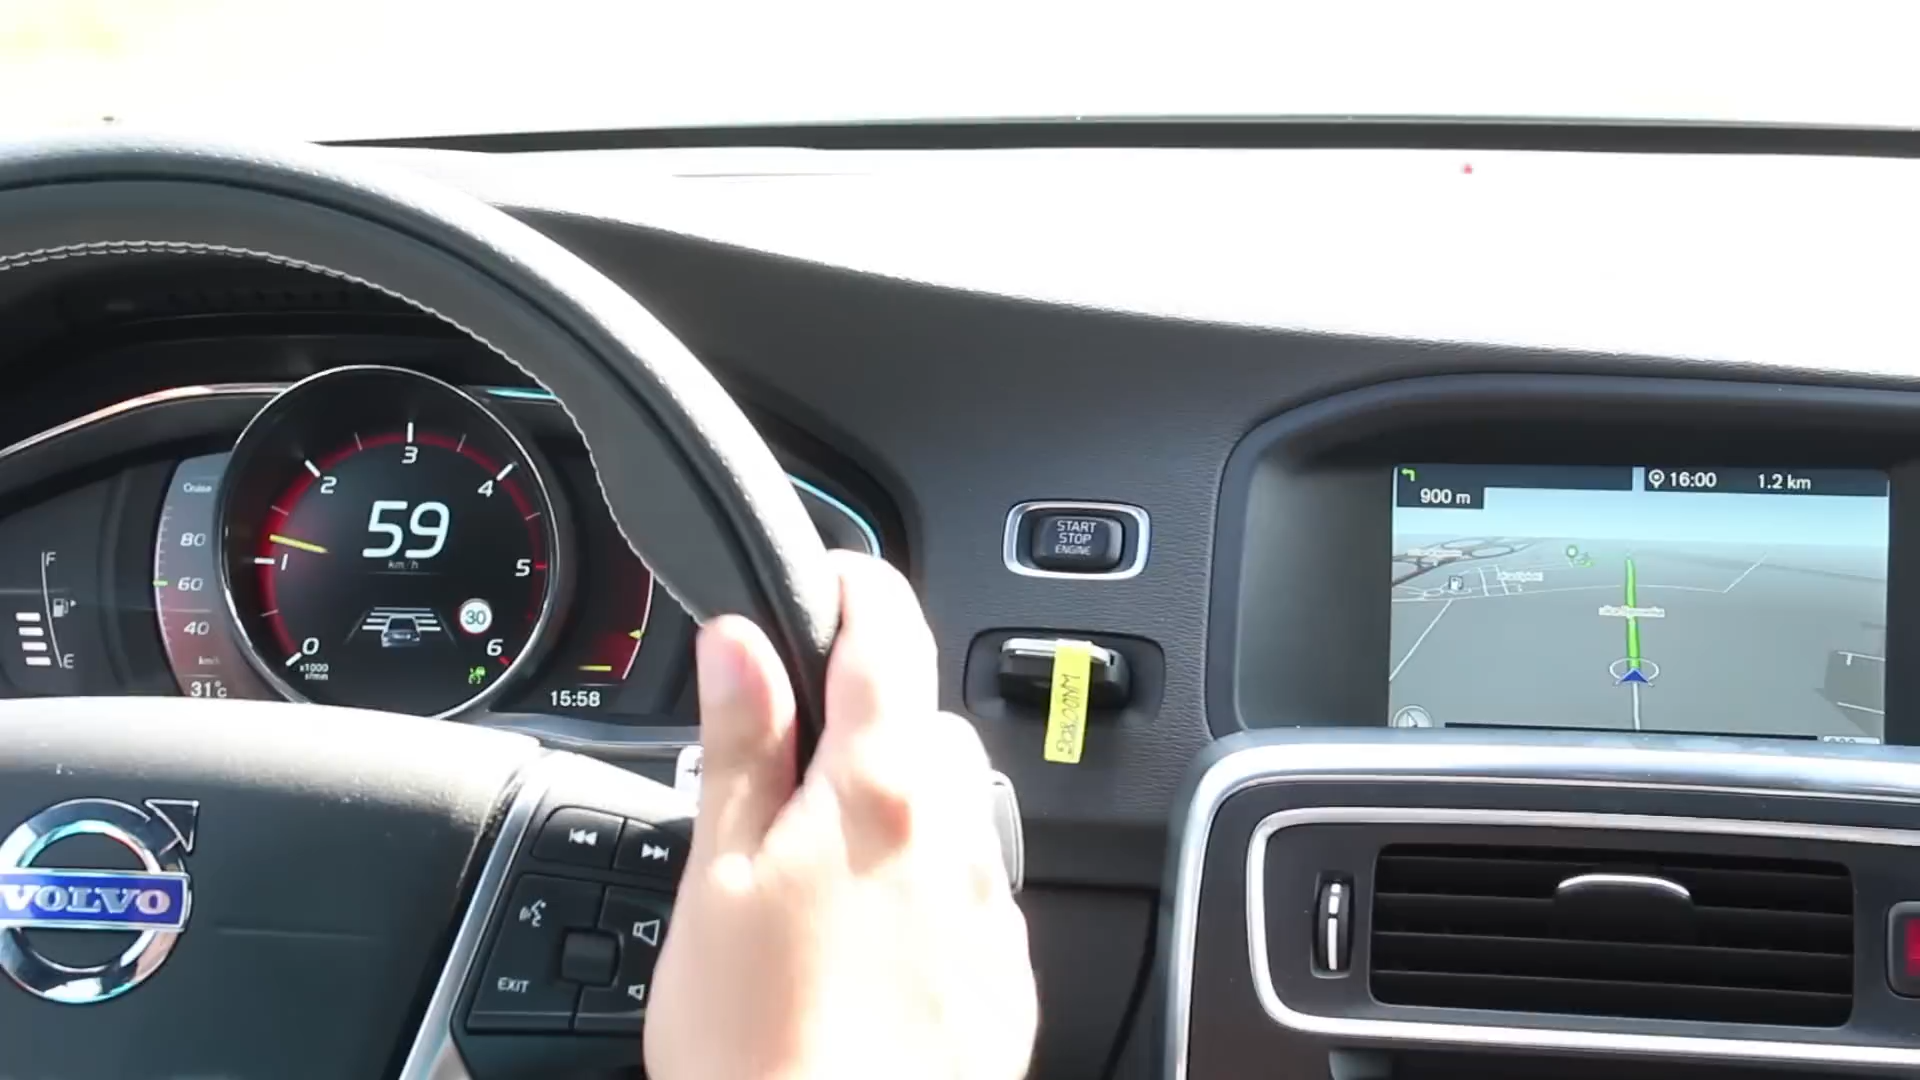 Cruise
80
60
40
km/h
31°c
F
E
0
1
2
3
4
5
6
x1000
r/min
59
km/h
30
15:58
START
STOP
ENGINE
900 m
16:00
1.2 km
VOLVO
EXIT